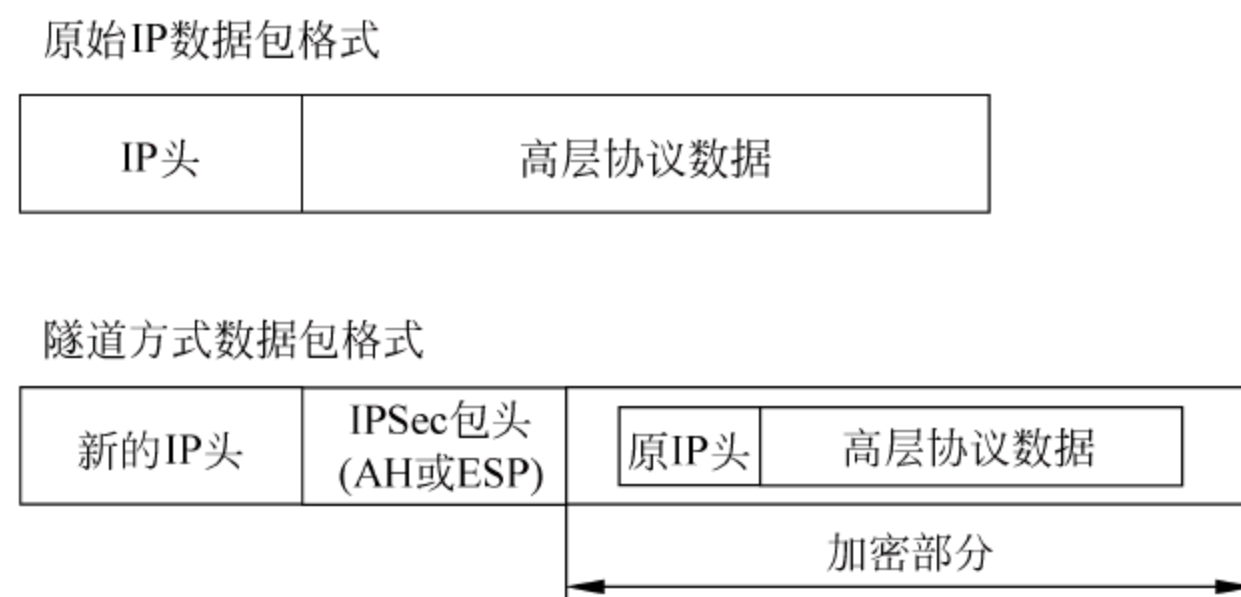 原始IP数据包格式
IP头
高层协议数据
隧道方式数据包格式
新的IP头
IPSec包头
(AH或ESP)
原IP头
高层协议数据
加密部分